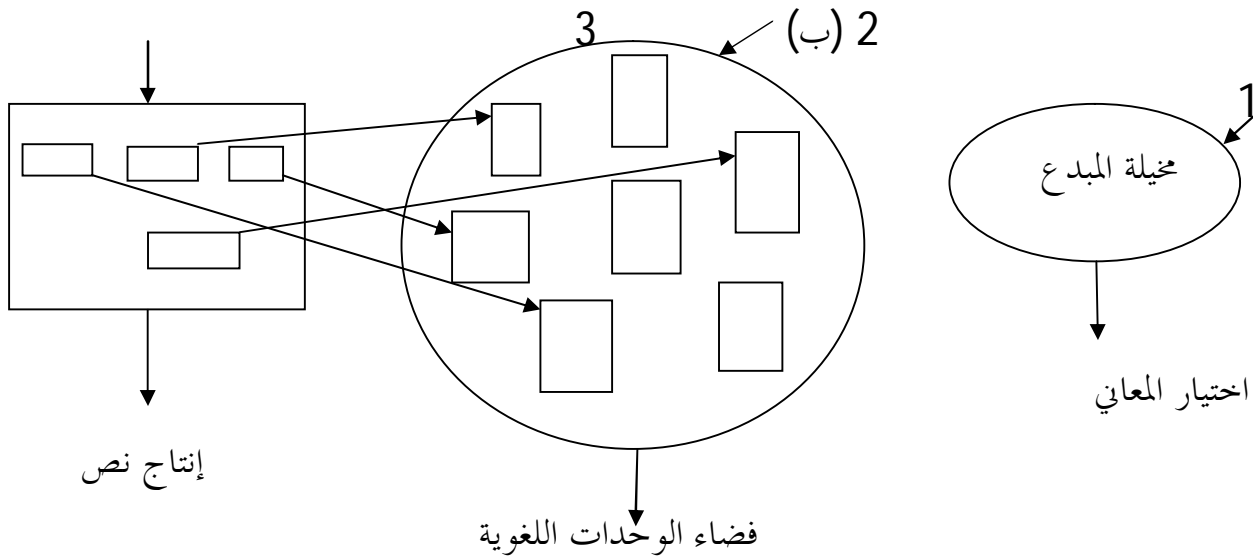 1
2 (ب)
3
مخيلة المبدع
اختيار المعاني
إنتاج نص
فضاء الوحدات اللغوية